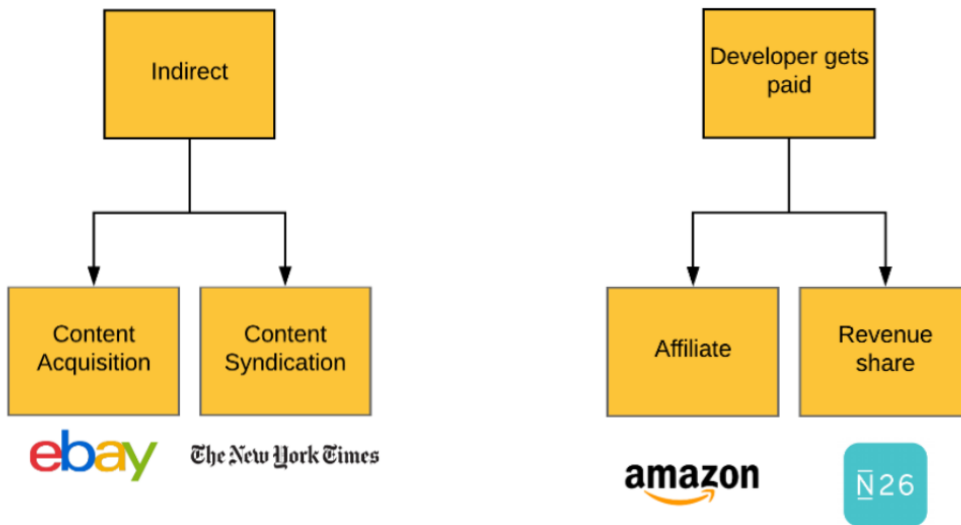 Indirect
Developer gets
paid
Content
Acquisition
Content
Syndication
Affiliate
Revenue
share
ebay
The New York Times
amazon
N26